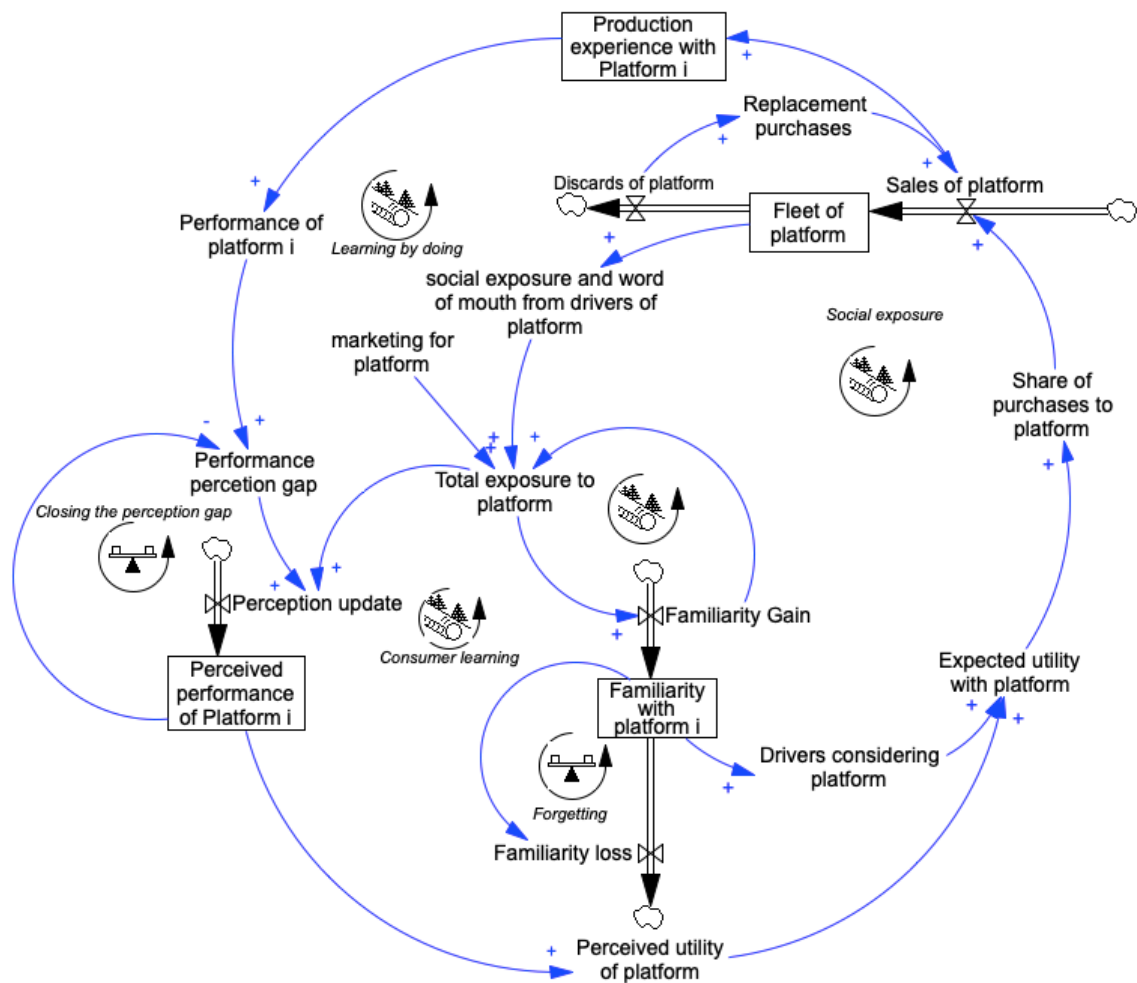 Production
experience with
Platform i
+
Replacement
purchases
+
+
+
Discards of platform
Sales of platform
Fleet of
platform
+
Performance of
platform i
Learning by doing
+
+
social exposure and word
of mouth from drivers of
platform
Social exposure
marketing for
platform
Share of
purchases to
platform
-
+
+
+
+
Performance
percetion gap
Total exposure to
platform
+
Closing the perception gap
+
+
Perception update
Familiarity Gain
+
Consumer learning
Perceived
performance
of Platform i
Familiarity
with
platform i
Expected utility
with platform
+
+
Drivers considering
platform
+
Forgetting
Familiarity loss
+
Perceived utility
of platform